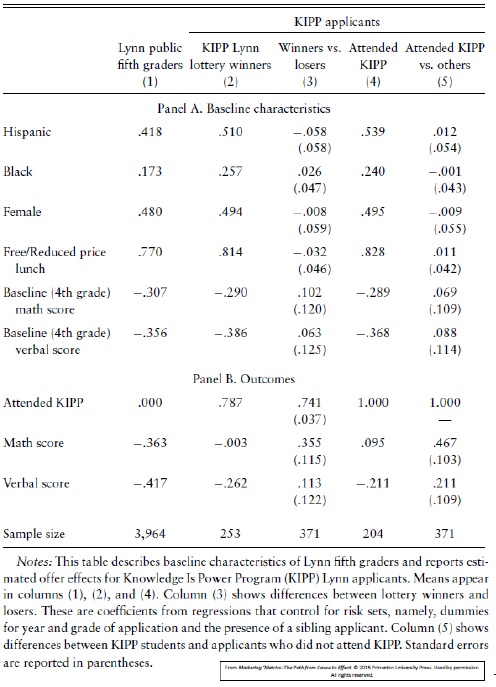 KIPP applicants
Lynn public KIPP Lynn Winners vs. Attended Attended KIPP
fifth graders lottery winners losers KIPP vs. others
(1) (2) (3) (4) (5)
Panel A. Baseline characteristics
Hispanic .418 .510 −.058 .539 .012
(.058) (.054)
Black .173 .257 .026 .240 −.001
(.047) (.043)
Female .480 .494 −.008 .495 −.009
(.059) (.055)
Free/Reduced price .770 .814 −.032 .828 .011
lunch (.046) (.042)
Baseline (4th grade) −.307 −.290 .102 −.289 .069
math score (.120) (.109)
Baseline (4th grade) −.356 −.386 .063 −.368 .088
verbal score (.125) (.114)
Panel B. Outcomes
Attended KIPP .000 .787 .741 1.000 1.000
(.037) —
Math score −.363 −.003 .355 .095 .467
(.115) (.103)
Verbal score −.417 −.262 .113 −.211 .211
(.122) (.109)
Sample size 3,964 253 371 204 371
Notes: This table describes baseline characteristics of Lynn fifth graders and reports esti-
mated offer effects for Knowledge Is Power Program (KIPP) Lynn applicants. Means appear
in columns (1), (2), and (4). Column (3) shows differences between lottery winners and
losers. These are coefficients from regressions that control for risk sets, namely, dummies
for year and grade of application and the presence of a sibling applicant. Column (5) shows
differences between KIPP students and applicants who did not attend KIPP. Standard errors
are reported in parentheses.
From Mastering 'Metrics: The Path from Cause to Effect. © 2015 Princeton University Press. Used by permission.
All rights reserved.